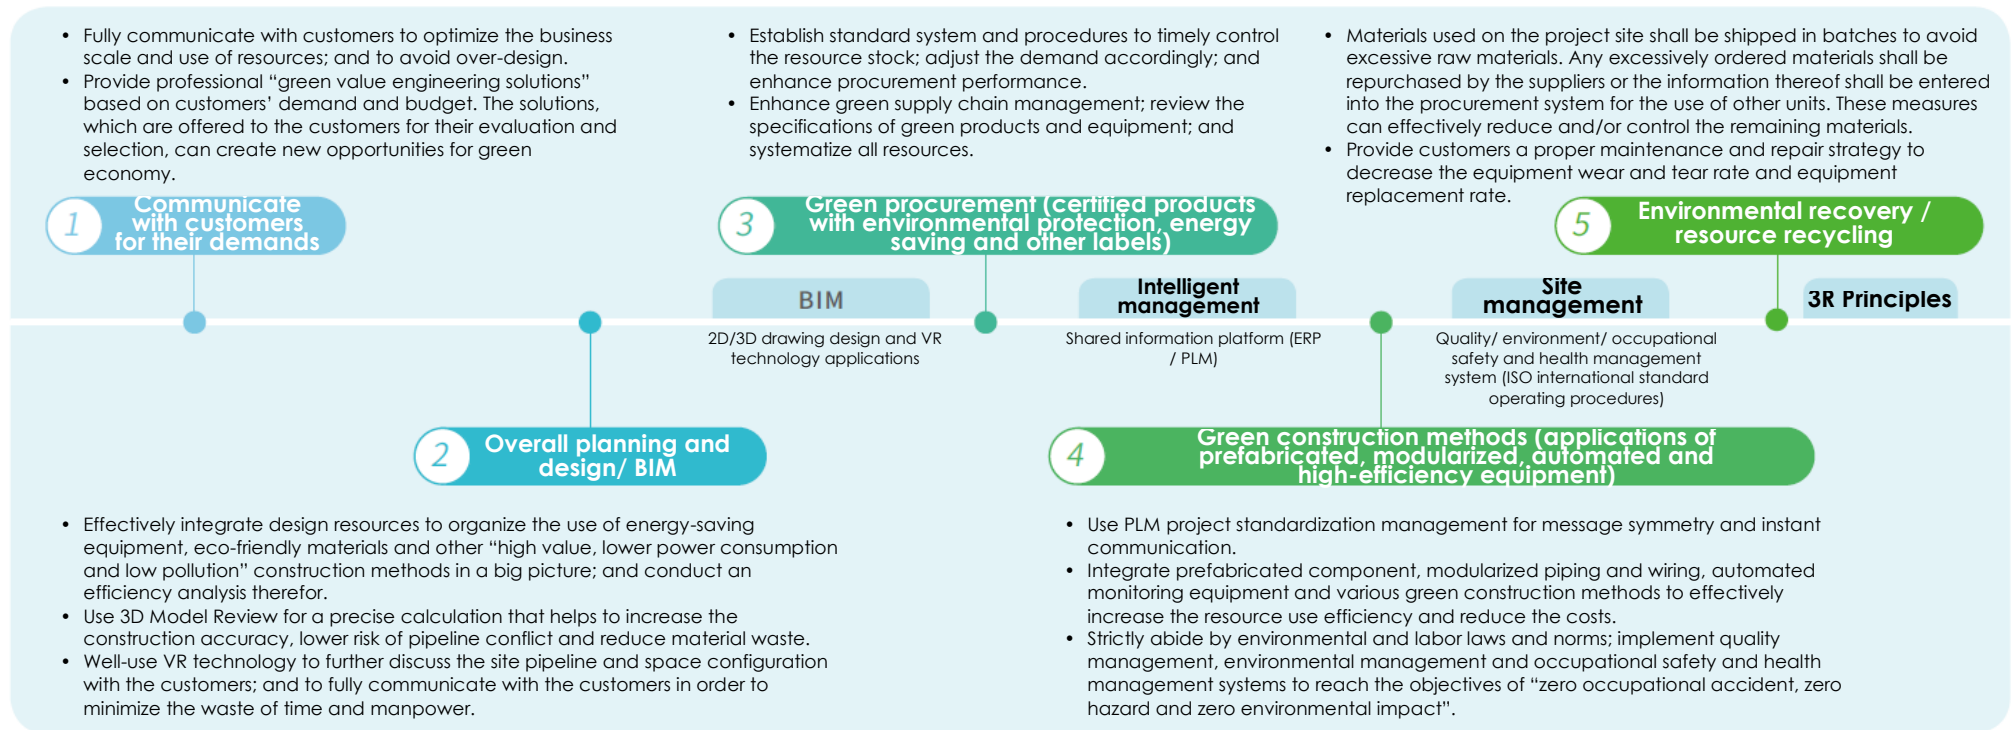 • Fully communicate with customers to optimize the business
scale and use of resources; and to avoid over-design.
• Provide professional “green value engineering solutions”
based on customers’ demand and budget. The solutions,
which are offered to the customers for their evaluation and
selection, can create new opportunities for green
economy.
1
Communicate
with customers
for their demands
• Establish standard system and procedures to timely control
the resource stock; adjust the demand accordingly; and
enhance procurement performance.
• Enhance green supply chain management; review the
specifications of green products and equipment; and
systematize all resources.
3
Green procurement (certified products
with environmental protection, energy
saving and other labels)
• Materials used on the project site shall be shipped in batches to avoid
excessive raw materials. Any excessively ordered materials shall be
repurchased by the suppliers or the information thereof shall be entered
into the procurement system for the use of other units. These measures
can effectively reduce and/or control the remaining materials.
• Provide customers a proper maintenance and repair strategy to
decrease the equipment wear and tear rate and equipment
replacement rate.
5
Environmental recovery /
resource recycling
BIM
2D/3D drawing design and VR
technology applications
Intelligent
management
Shared information platform (ERP
/ PLM)
Site
management
Quality/ environment/ occupational
safety and health management
system (ISO international standard
operating procedures)
3R Principles
2
Overall planning and
design/ BIM
• Effectively integrate design resources to organize the use of energy-saving
equipment, eco-friendly materials and other “high value, lower power consumption
and low pollution” construction methods in a big picture; and conduct an
efficiency analysis therefor.
• Use 3D Model Review for a precise calculation that helps to increase the
construction accuracy, lower risk of pipeline conflict and reduce material waste.
• Well-use VR technology to further discuss the site pipeline and space configuration
with the customers; and to fully communicate with the customers in order to
minimize the waste of time and manpower.
4
Green construction methods (applications of
prefabricated, modularized, automated and
high-efficiency equipment)
• Use PLM project standardization management for message symmetry and instant
communication.
• Integrate prefabricated component, modularized piping and wiring, automated
monitoring equipment and various green construction methods to effectively
increase the resource use efficiency and reduce the costs.
• Strictly abide by environmental and labor laws and norms; implement quality
management, environmental management and occupational safety and health
management systems to reach the objectives of “zero occupational accident, zero
hazard and zero environmental impact”.